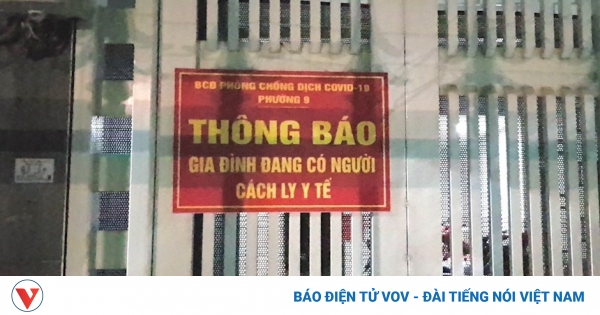 BCĐ PHÒNG CHỐNG DỊCH COVID-19
PHƯỜNG 9
THÔNG BÁO
GIA ĐÌNH ĐANG CÓ NGƯỜI
CÁCH LY Y TẾ
BÁO ĐIỆN TỬ VOV - ĐÀI TIẾNG NÓI VIỆT NAM